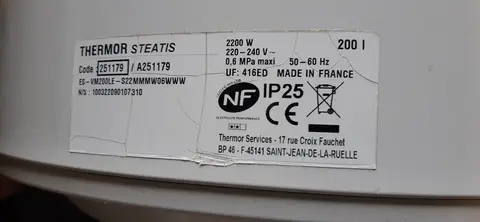 THERMOR STEATIS
Code : 251179 / A251179
EG-VM200LE-S22MMMW06WWW
N/s : 100322090107310
2200 W
220-240 V~
0,6 MPa maxi 50-60 Hz
UF: 416ED MADE IN FRANCE
200 l
NF IP25
CE
Thermor Services - 17 rue Croix Fauchet
BP 46 - F-45141 SAINT-JEAN-DE-LA-RUELLE